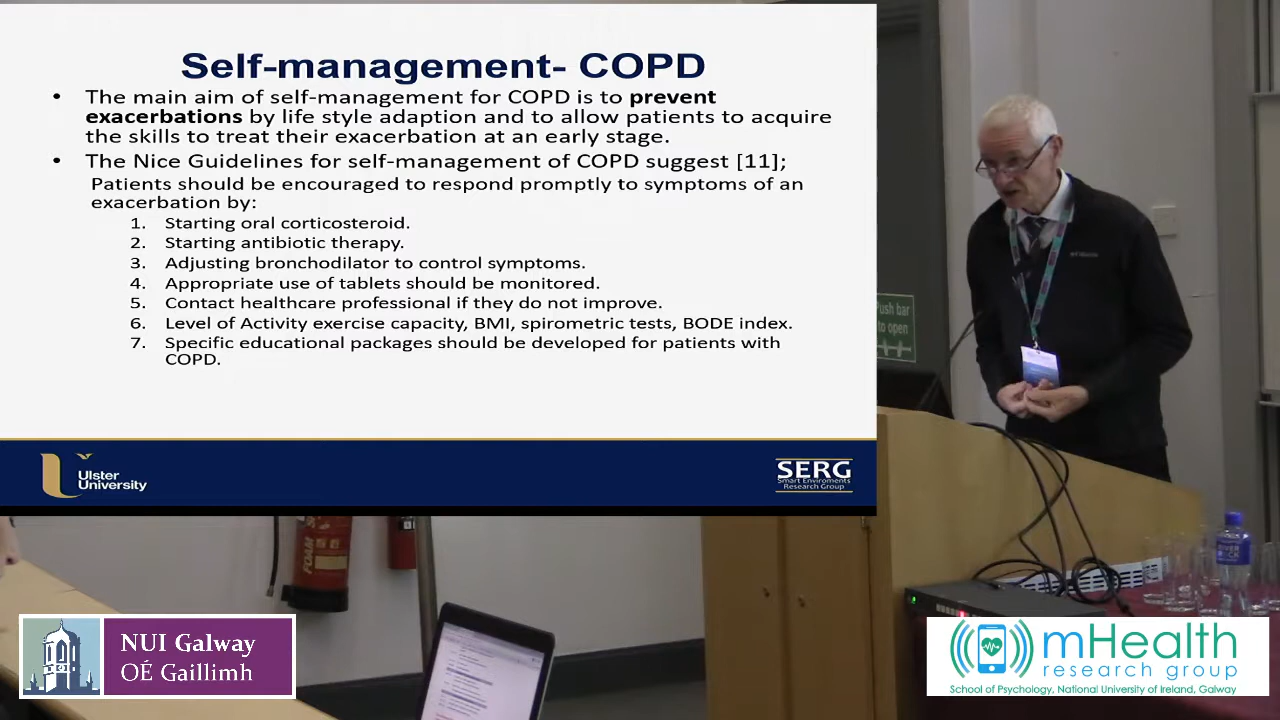 Self-management- COPD
• The main aim of self-management for COPD is to prevent
exacerbations by life style adaption and to allow patients to acquire
the skills to treat their exacerbation at an early stage.
• The Nice Guidelines for self-management of COPD suggest [11];
Patients should be encouraged to respond promptly to symptoms of an
exacerbation by:
1. Starting oral corticosteroid.
2. Starting antibiotic therapy.
3. Adjusting bronchodilator to control symptoms.
4. Appropriate use of tablets should be monitored.
5. Contact healthcare professional if they do not improve.
6. Level of Activity exercise capacity, BMI, spirometric tests, BODE index.
7. Specific educational packages should be developed for patients with
COPD.
Ulster
University
SERG
Smart Enviroments
Research Group
Push bar
to open
FOAM
RIVER
ROCK
NUI Galway
OÉ Gaillimh
mHealth
research group
School of Psychology, National University of Ireland, Galway